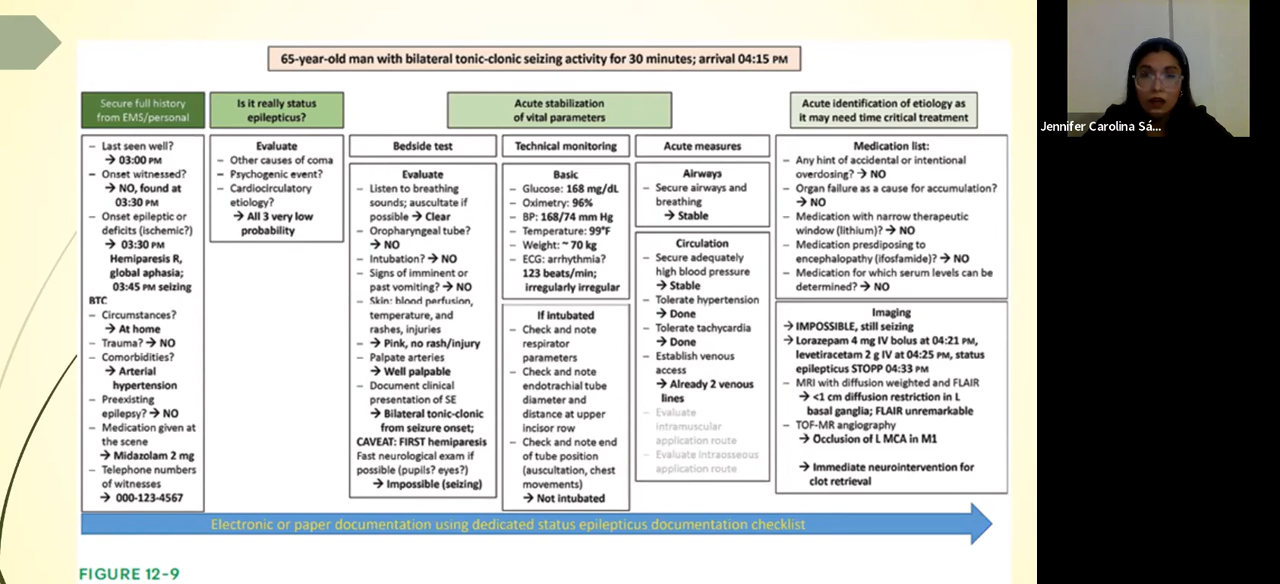 65-year-old man with bilateral tonic-clonic seizing activity for 30 minutes; arrival 04:15 PM
Secure full history
from EMS/personal
– Last seen well?
→ 03:00 PM
– Onset witnessed?
→ NO, found at
03:30 PM
– Onset epileptic or
deficits (ischemic?)
→ 03:30 PM
Hemiparesis R,
global aphasia;
03:45 PM seizing
BTC
– Circumstances?
→ At home
– Trauma? → NO
– Comorbidities?
→ Arterial
hypertension
– Preexisting
epilepsy? → NO
– Medication given at
the scene
→ Midazolam 2 mg
– Telephone numbers
of witnesses
→ 000-123-4567
Is it really status
epilepticus?
Evaluate
– Other causes of coma
– Psychogenic event?
– Cardiocirculatory
etiology?
→ All 3 very low
probability
Acute stabilization
of vital parameters
Bedside test
Evaluate
– Listen to breathing
sounds; auscultate if
possible → Clear
– Oropharyngeal tube?
→ NO
– Intubation? → NO
– Signs of imminent or
past vomiting? → NO
– Skin: blood perfusion,
temperature, and
rashes, injuries
– → Pink, no rash/injury
– Palpate arteries
→ Well palpable
– Document clinical
presentation of SE
→ Bilateral tonic-clonic
from seizure onset;
CAVEAT: FIRST hemiparesis
Fast neurological exam if
possible (pupils? eyes?)
→ Impossible (seizing)
Technical monitoring
Basic
– Glucose: 168 mg/dL
– Oximetry: 96%
– BP: 168/74 mm Hg
– Temperature: 99°F
– Weight: ~ 70 kg
– ECG: arrhythmia?
123 beats/min;
irregularly irregular
If intubated
– Check and note
respirator
parameters
– Check and note
endotrachial tube
diameter and
distance at upper
incisor row
– Check and note end
of tube position
(auscultation, chest
movements)
→ Not intubated
Acute measures
Airways
– Secure airways and
breathing
→ Stable
Circulation
– Secure adequately
high blood pressure
→ Stable
– Tolerate hypertension
→ Done
– Tolerate tachycardia
→ Done
– Establish venous
access
→ Already 2 venous
lines
– Evaluate
intramuscular
application route
– Evaluate intraosseous
application route
Acute identification of etiology as
it may need time critical treatment
Medication list:
– Any hint of accidental or intentional
overdosing? → NO
– Organ failure as a cause for accumulation?
→ NO
– Medication with narrow therapeutic
window (lithium)? → NO
– Medication presdiposing to
encephalopathy (ifosfamide)? → NO
– Medication for which serum levels can be
determined? → NO
Imaging
→ IMPOSSIBLE, still seizing
→ Lorazepam 4 mg IV bolus at 04:21 PM,
levetiracetam 2 g IV at 04:25 PM, status
epilepticus STOPP 04:33 PM
– MRI with diffusion weighted and FLAIR
→ <1 cm diffusion restriction in L
basal ganglia; FLAIR unremarkable
– TOF-MR angiography
→ Occlusion of L MCA in M1
→ Immediate neurointervention for
clot retrieval
Electronic or paper documentation using dedicated status epilepticus documentation checklist
FIGURE 12-9
Jennifer Carolina Sá...